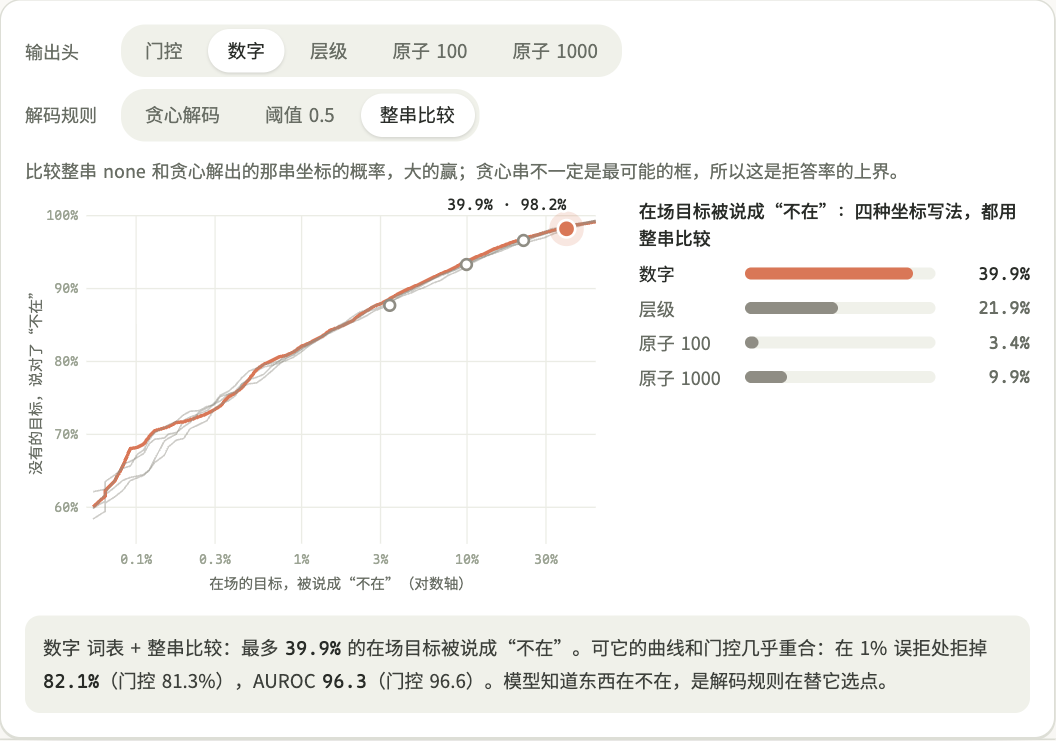 输出头 门控 数字 层级 原子 100 原子 1000
解码规则 贪心解码 阈值 0.5 整串比较
比较整串 none 和贪心解出的那串坐标的概率，大的赢；贪心串不一定是最可能的框，所以这是拒答率的上界。
39.9% · 98.2%
100%
90%
80%
70%
60%
没有的目标，说对了“不在”
0.1% 0.3% 1% 3% 10% 30%
在场的目标，被说成“不在”（对数轴）
在场目标被说成“不在”：四种坐标写法，都用
整串比较
数字 39.9%
层级 21.9%
原子 100 3.4%
原子 1000 9.9%
数字 词表 + 整串比较：最多 39.9% 的在场目标被说成“不在”。可它的曲线和门控几乎重合：在 1% 误拒处拒掉
82.1%（门控 81.3%），AUROC 96.3（门控 96.6）。模型知道东西在不在，是解码规则在替它选点。